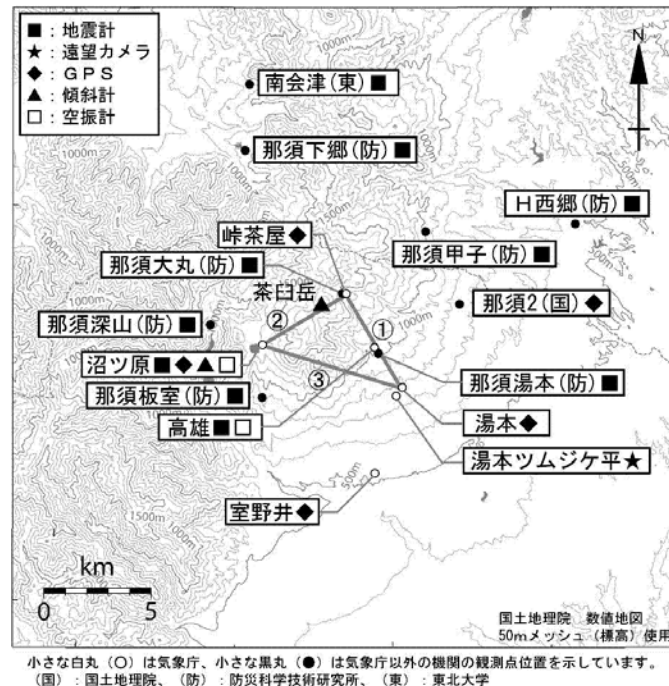 ■：地震計
★：遠望カメラ
◆：ＧＰＳ
▲：傾斜計
□：空振計
N
1000m
南会津(東)■
那須下郷(防)■
1000m
Ｈ西郷(防)■
500m
峠茶屋◆
那須甲子(防)■
那須大丸(防)■
茶臼岳
那須2(国)◆
那須深山(防)■
②
①
1000m
沼ツ原■◆▲□
③
那須湯本(防)■
那須板室(防)■
高雄■□
湯本◆
湯本ツムジケ平★
500m
室野井◆
1500m
1000m
km
0 5
国土地理院 数値地図
50mメッシュ（標高）使用
小さな白丸（○）は気象庁、小さな黒丸（●）は気象庁以外の機関の観測点位置を示しています。
（国）：国土地理院、（防）：防災科学技術研究所、（東）：東北大学